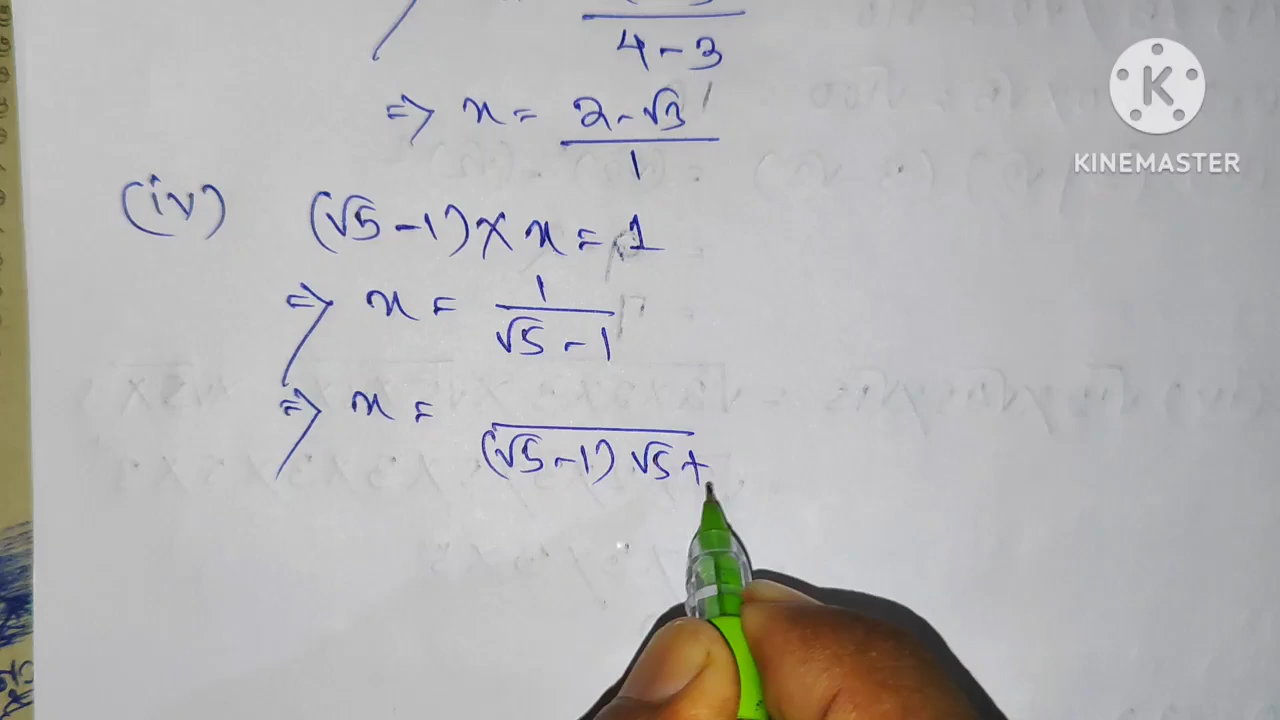 4 - 3
=> x = 2 - √3 / 1
KINEMASTER
(iv) (√5 - 1) × x = 1
=> x = 1 / √5 - 1
=> x = / (√5 - 1) √5 +